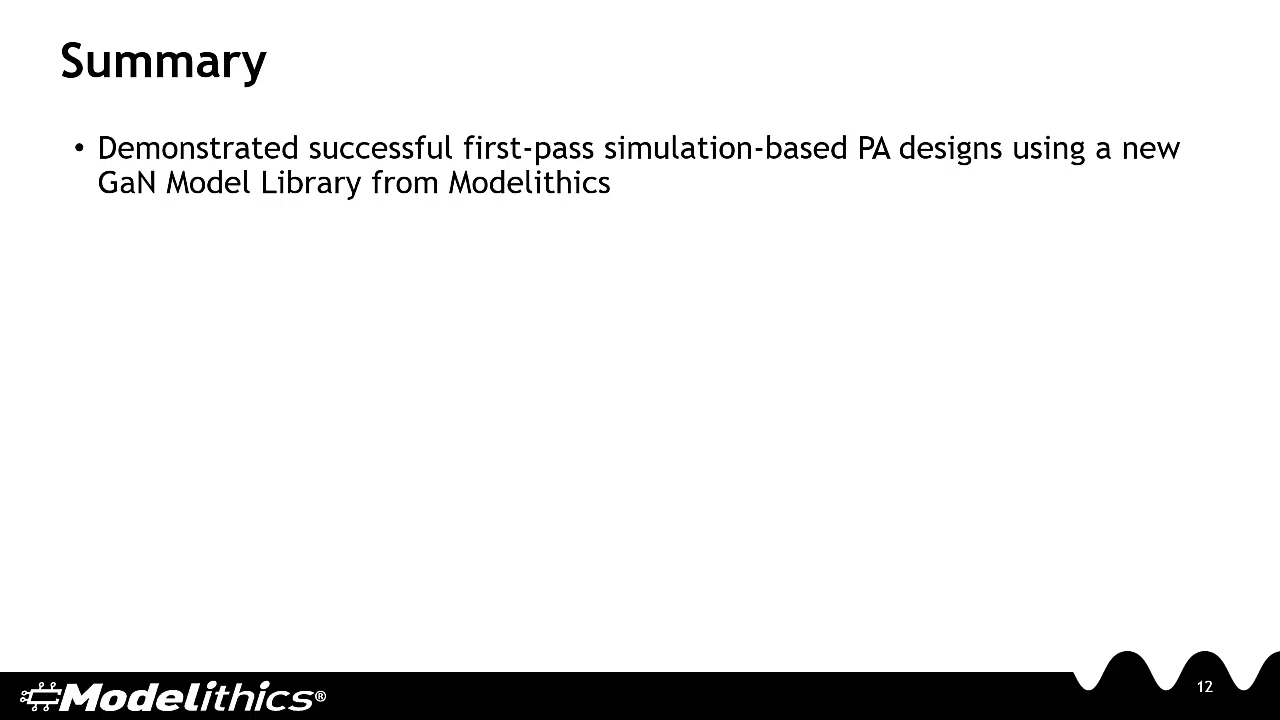 Summary
• Demonstrated successful first-pass simulation-based PA designs using a new
GaN Model Library from Modelithics
Modelithics®
12